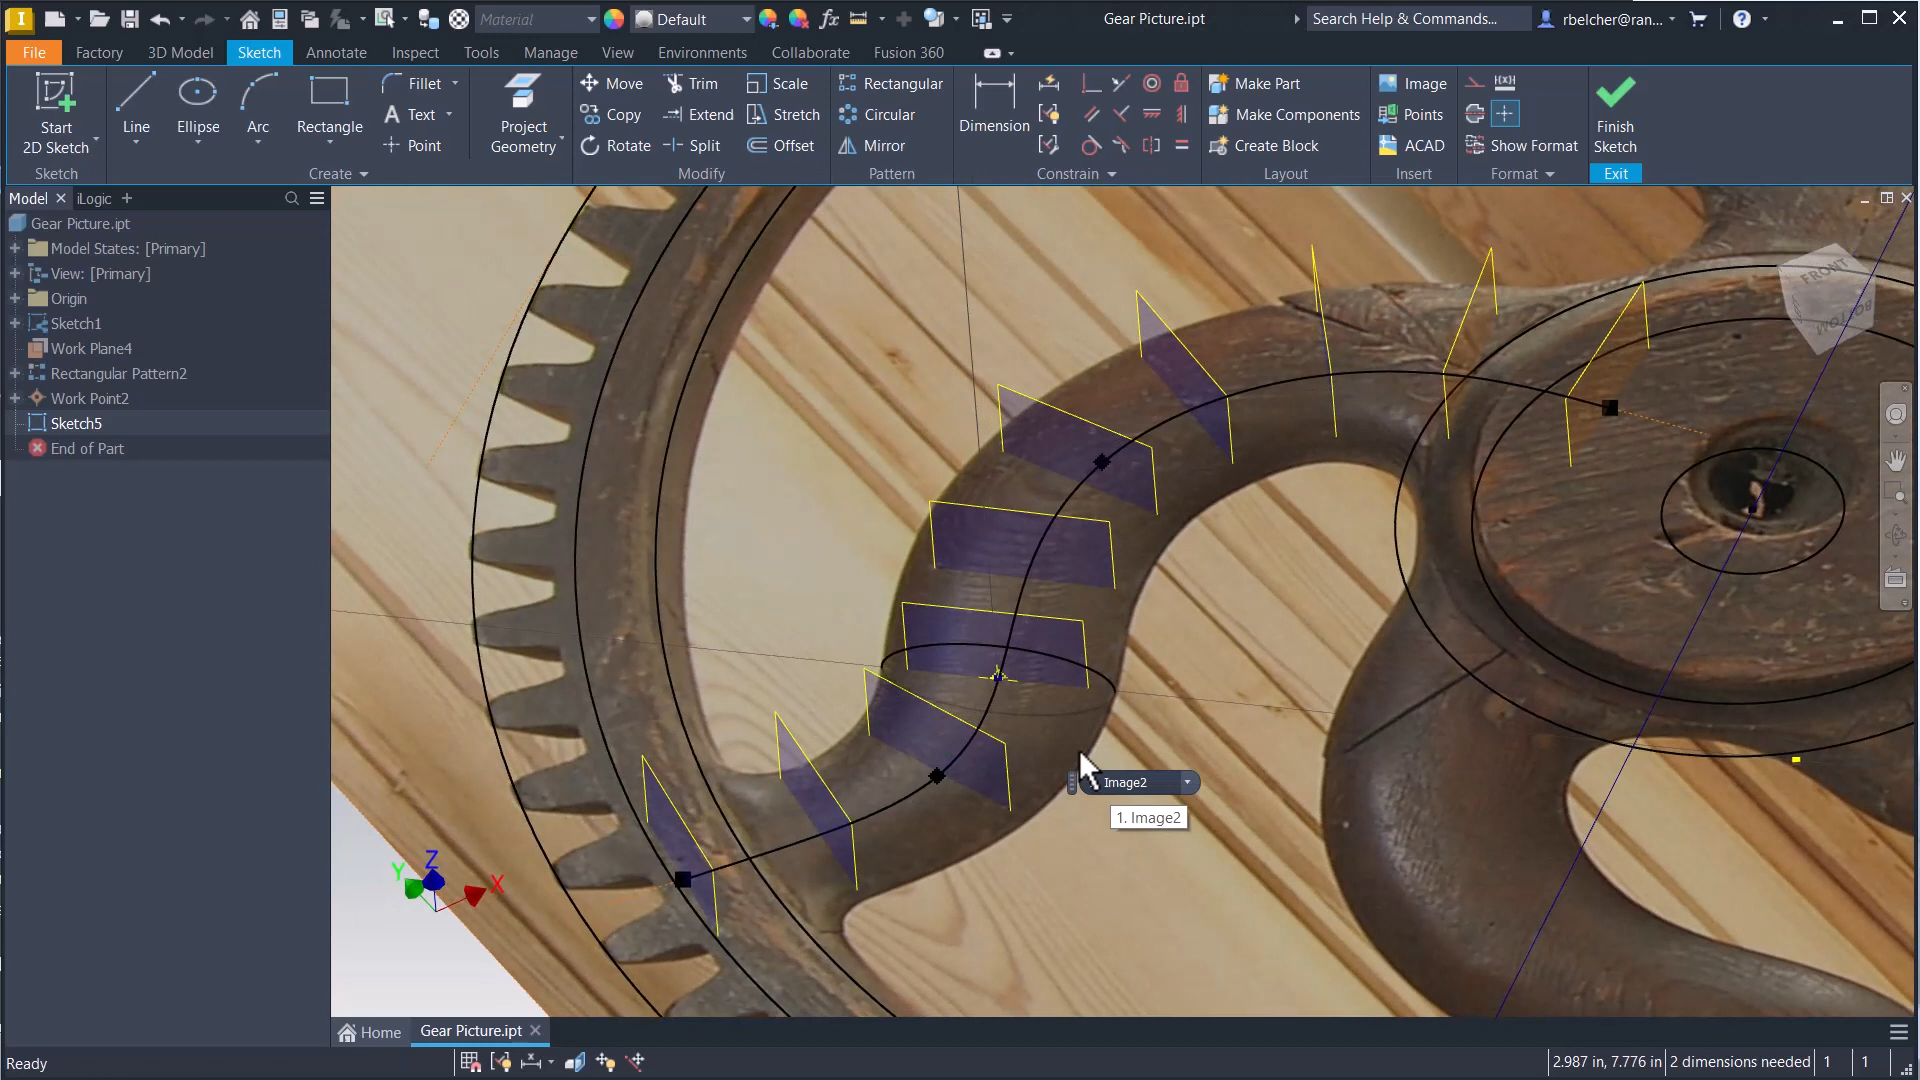 Material
Default
fx
Gear Picture.ipt
Search Help & Commands...
rbelcher@ran...
File
Factory
3D Model
Sketch
Annotate
Inspect
Tools
Manage
View
Environments
Collaborate
Fusion 360
Start
2D Sketch
Line
Ellipse
Arc
Rectangle
Fillet
A Text
Point
Project
Geometry
Move
Copy
Rotate
Trim
Extend
Split
Scale
Stretch
Offset
Rectangular
Circular
Mirror
Dimension
Make Part
Make Components
Create Block
Image
Points
ACAD
Show Format
Finish
Sketch
Sketch
Create
Modify
Pattern
Constrain
Layout
Insert
Format
Exit
Model
iLogic
Gear Picture.ipt
Model States: [Primary]
View: [Primary]
Origin
Sketch1
Work Plane4
Rectangular Pattern2
Work Point2
Sketch5
End of Part
FRONT
BOTTOM
Image2
1. Image2
Z
Y
X
Home
Gear Picture.ipt
Ready
2.987 in, 7.776 in
2 dimensions needed
1
1